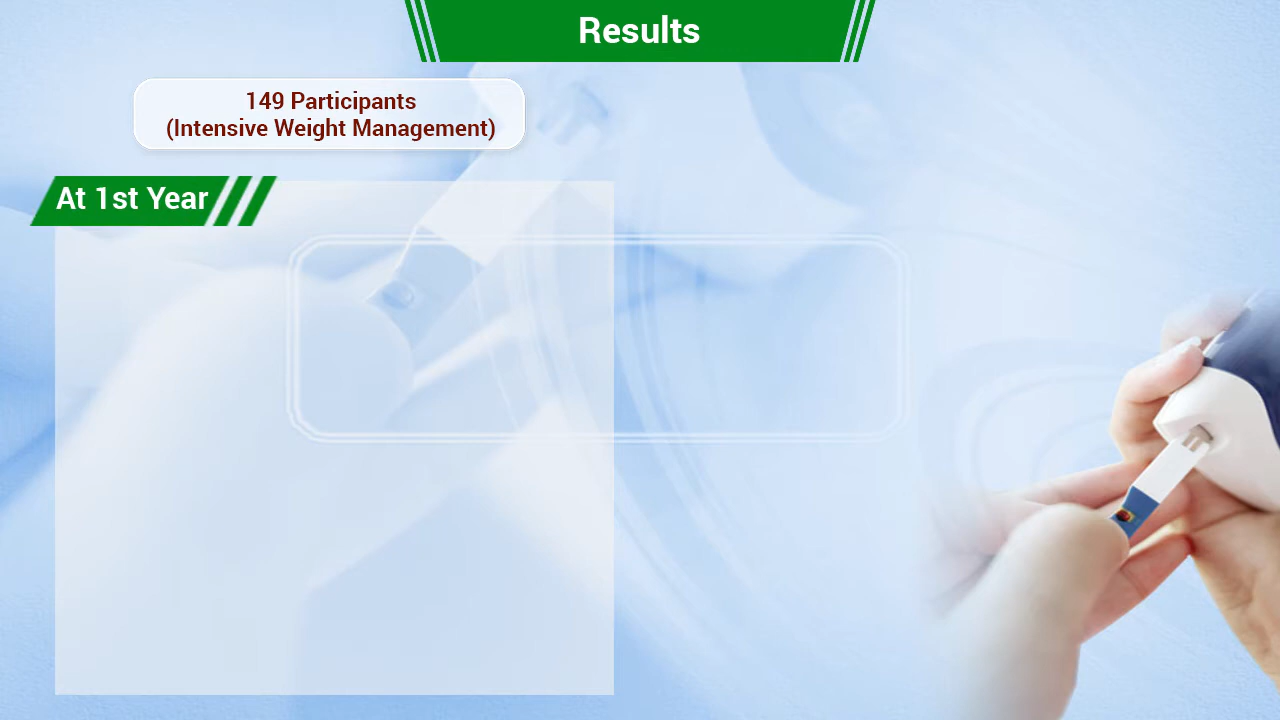 Results
149 Participants
(Intensive Weight Management)
At 1st Year